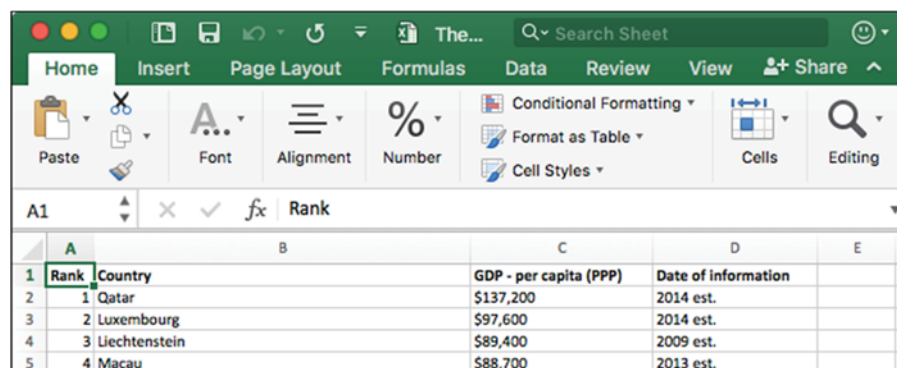 The...
Search Sheet
Home Insert Page Layout Formulas Data Review View Share
Paste
Font
Alignment
%
Number
Conditional Formatting
Format as Table
Cell Styles
Cells
Editing
A1 fx Rank
A B C D E
1 Rank Country GDP - per capita (PPP) Date of information
2 1 Qatar $137,200 2014 est.
3 2 Luxembourg $97,600 2014 est.
4 3 Liechtenstein $89,400 2009 est.
5 4 Macau $88,700 2013 est.